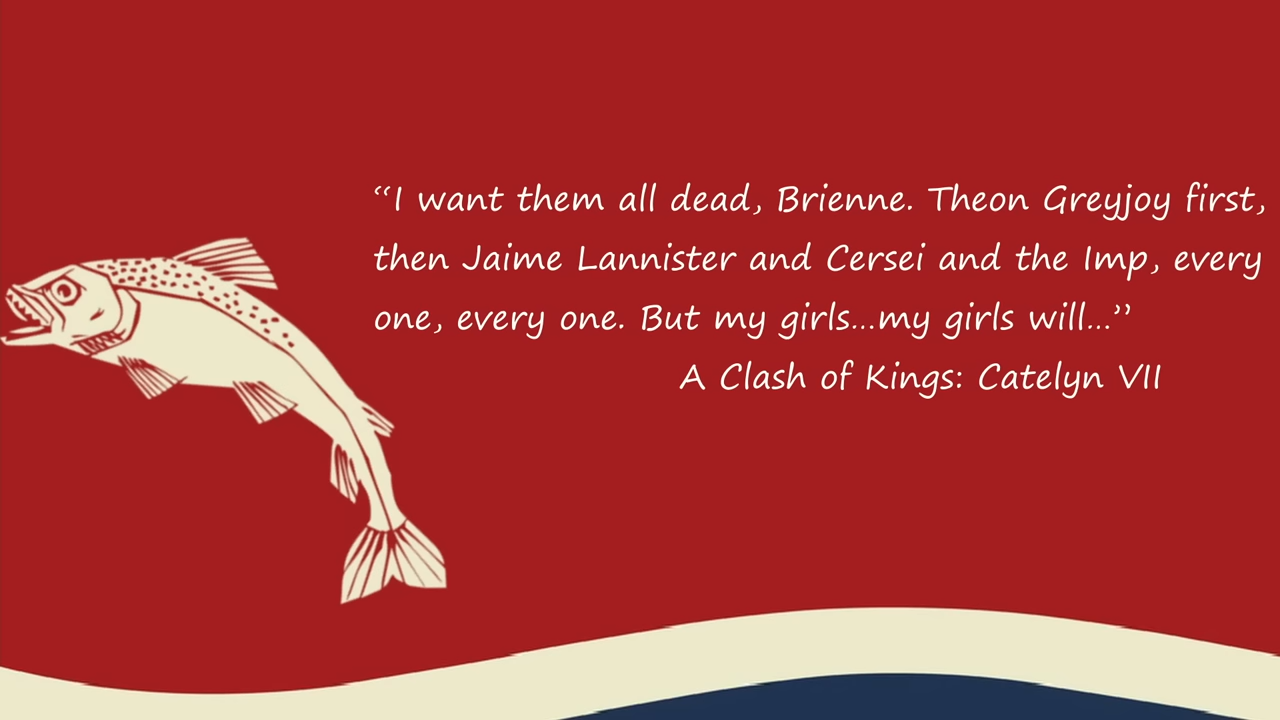 “I want them all dead, Brienne. Theon Greyjoy first,
then Jaime Lannister and Cersei and the Imp, every
one, every one. But my girls...my girls will...”
A Clash of Kings: Catelyn VII